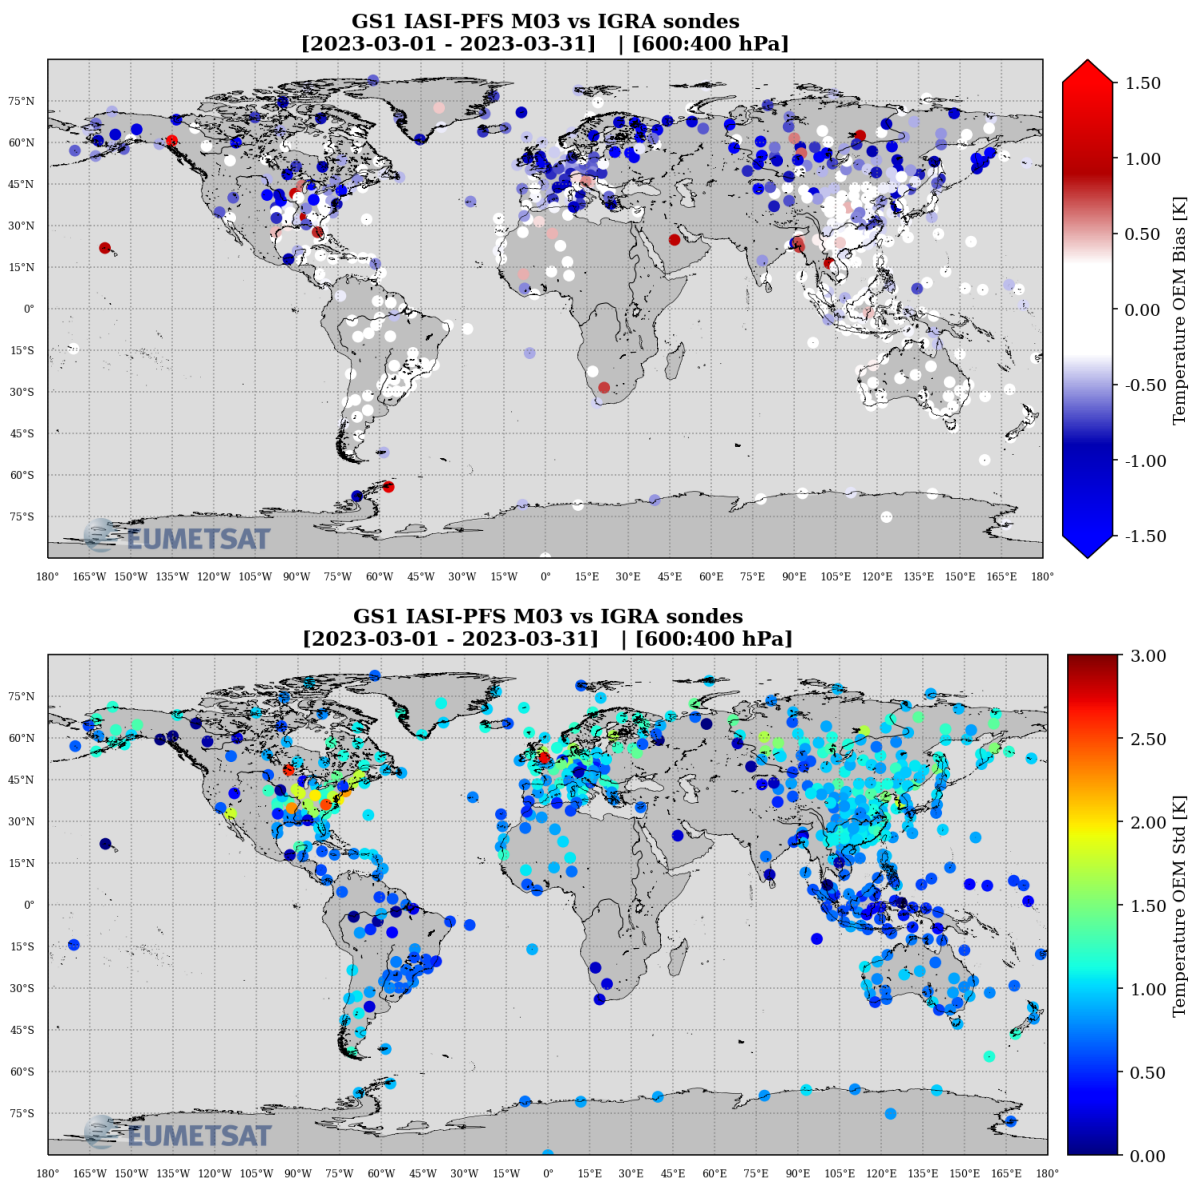 GS1 IASI-PFS M03 vs IGRA sondes
[2023-03-01 - 2023-03-31]   | [600:400 hPa]
75°N
60°N
45°N
30°N
15°N
0°
15°S
30°S
45°S
60°S
75°S
EUMETSAT
180° 165°W 150°W 135°W 120°W 105°W 90°W 75°W 60°W 45°W 30°W 15°W 0° 15°E 30°E 45°E 60°E 75°E 90°E 105°E 120°E 135°E 150°E 165°E 180°
1.50
1.00
0.50
0.00
-0.50
-1.00
-1.50
Temperature OEM Bias [K]
GS1 IASI-PFS M03 vs IGRA sondes
[2023-03-01 - 2023-03-31]   | [600:400 hPa]
75°N
60°N
45°N
30°N
15°N
0°
15°S
30°S
45°S
60°S
75°S
EUMETSAT
180° 165°W 150°W 135°W 120°W 105°W 90°W 75°W 60°W 45°W 30°W 15°W 0° 15°E 30°E 45°E 60°E 75°E 90°E 105°E 120°E 135°E 150°E 165°E 180°
3.00
2.50
2.00
1.50
1.00
0.50
0.00
Temperature OEM Std [K]